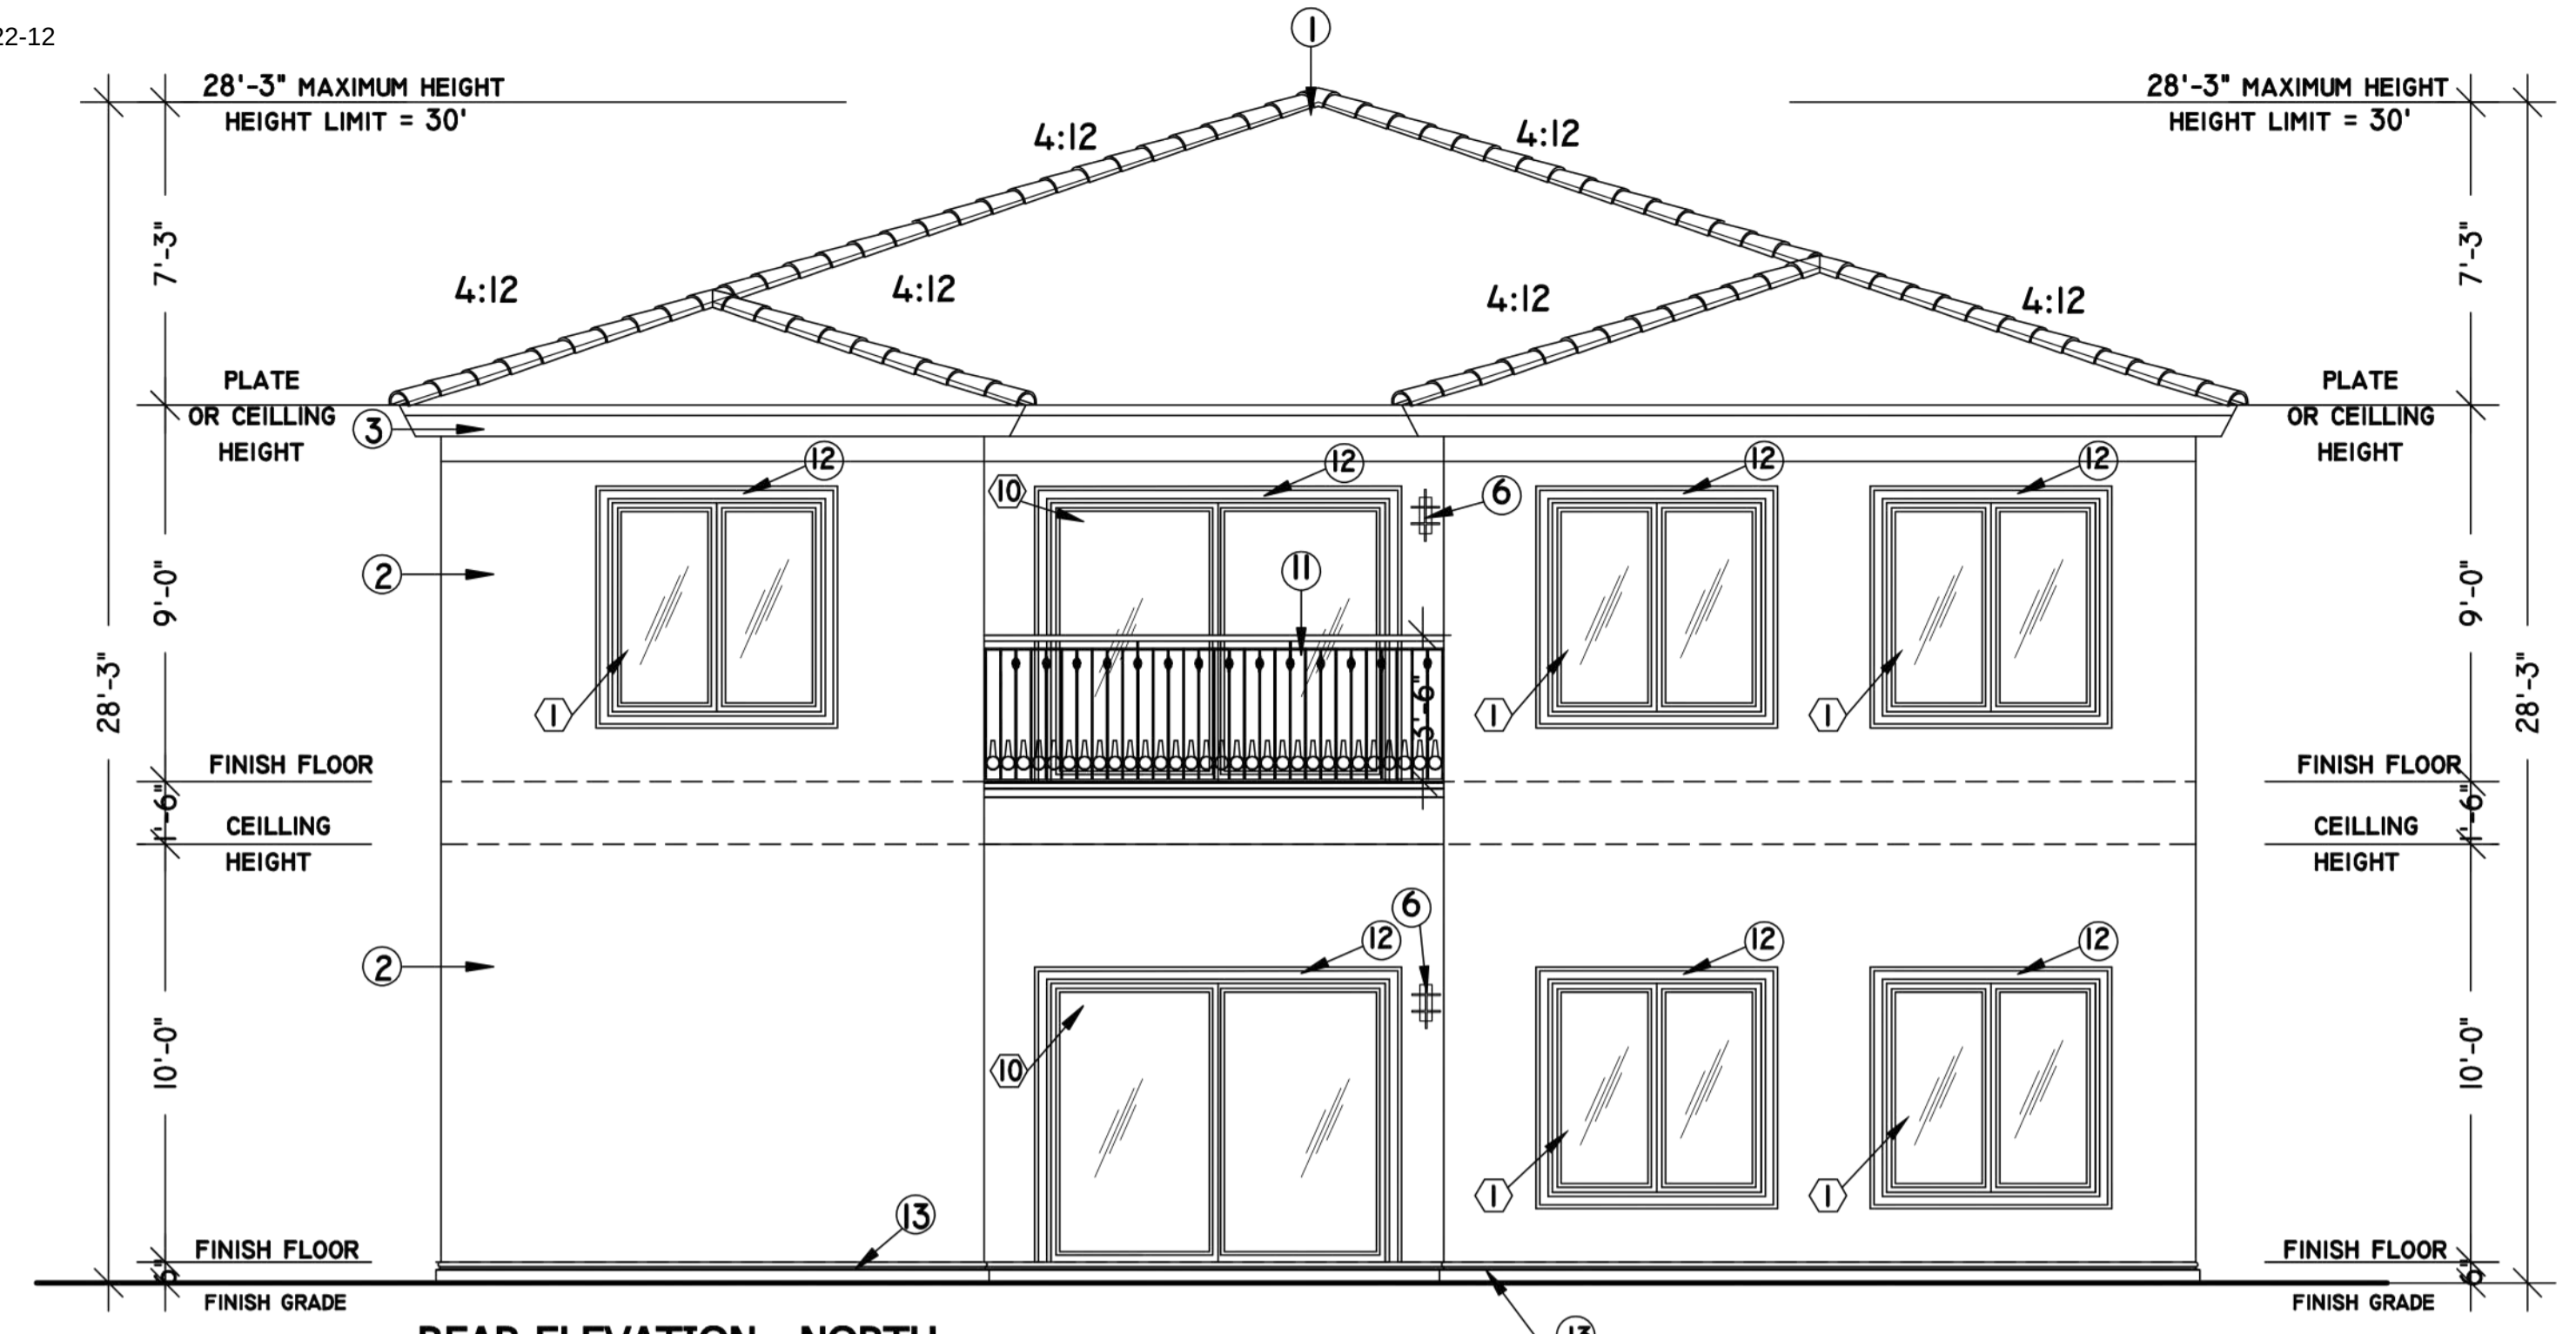 22-12
1
28'-3" MAXIMUM HEIGHT
HEIGHT LIMIT = 30'
28'-3" MAXIMUM HEIGHT
HEIGHT LIMIT = 30'
4:12
4:12
7'-3"
7'-3"
4:12
4:12
4:12
4:12
PLATE
OR CEILLING
HEIGHT
3
PLATE
OR CEILLING
HEIGHT
12
12
12
12
10
6
2
11
9'-0"
9'-0"
28'-3"
28'-3"
3'-6"
1
1
1
FINISH FLOOR
FINISH FLOOR
1'-6"
1'-6"
CEILLING
HEIGHT
CEILLING
HEIGHT
6
12
12
12
2
10'-0"
10'-0"
10
1
1
13
FINISH FLOOR
FINISH FLOOR
6"
6"
FINISH GRADE
FINISH GRADE
REAR ELEVATION - NORTH
13